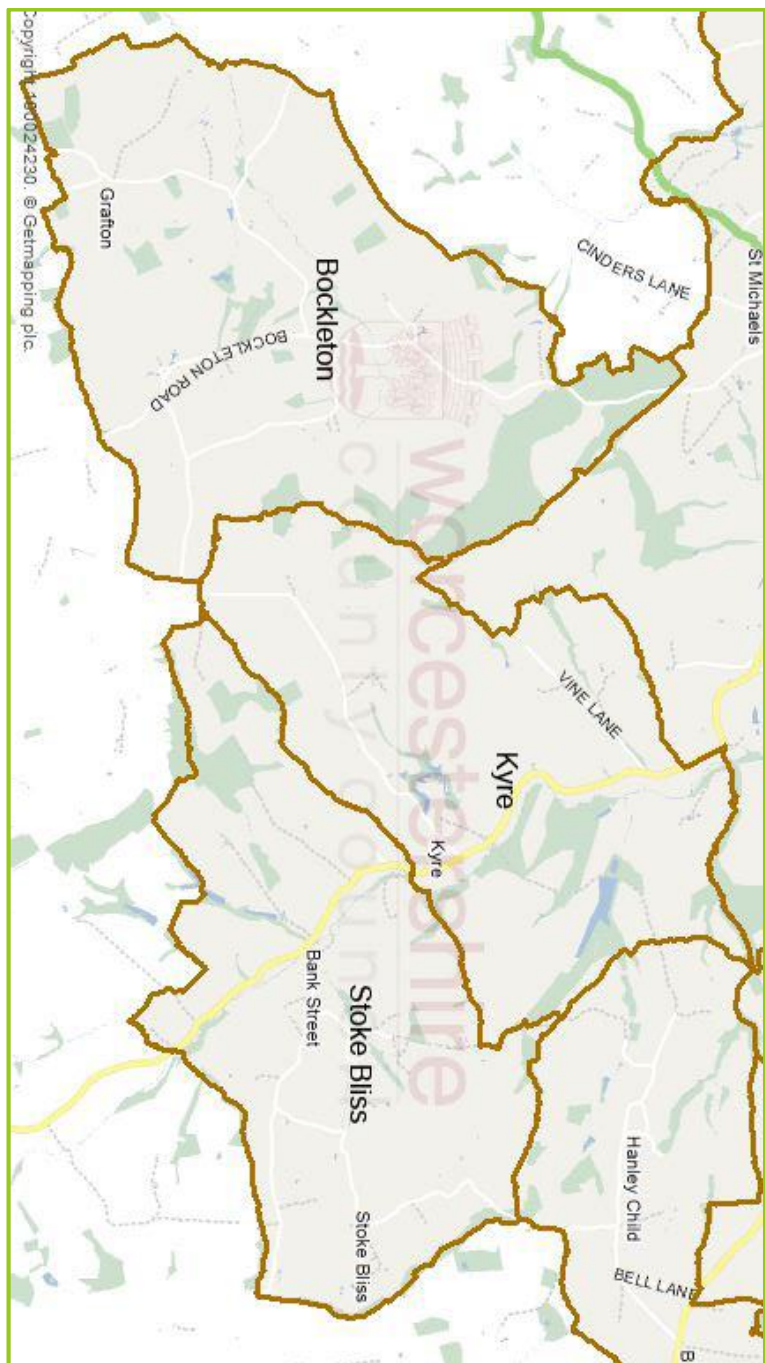 St Michaels
B
CINDERS LANE
BELL LANE
Hanley Child
VINE LANE
Kyre
worcestershire
Kyre
county council
Stoke Bliss
Stoke Bliss
Bockleton
Bank Street
BOCKLETON ROAD
Grafton
Copyright 100024230. © Getmapping plc.